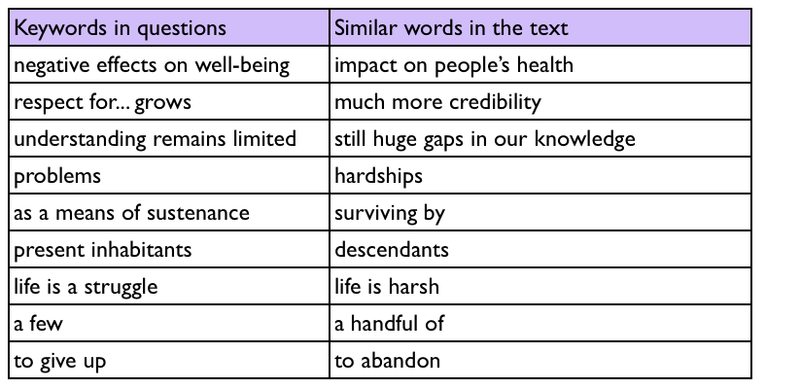 Keywords in questions Similar words in the text
negative effects on well-being impact on people's health
respect for... grows much more credibility
understanding remains limited still huge gaps in our knowledge
problems hardships
as a means of sustenance surviving by
present inhabitants descendants
life is a struggle life is harsh
a few a handful of
to give up to abandon